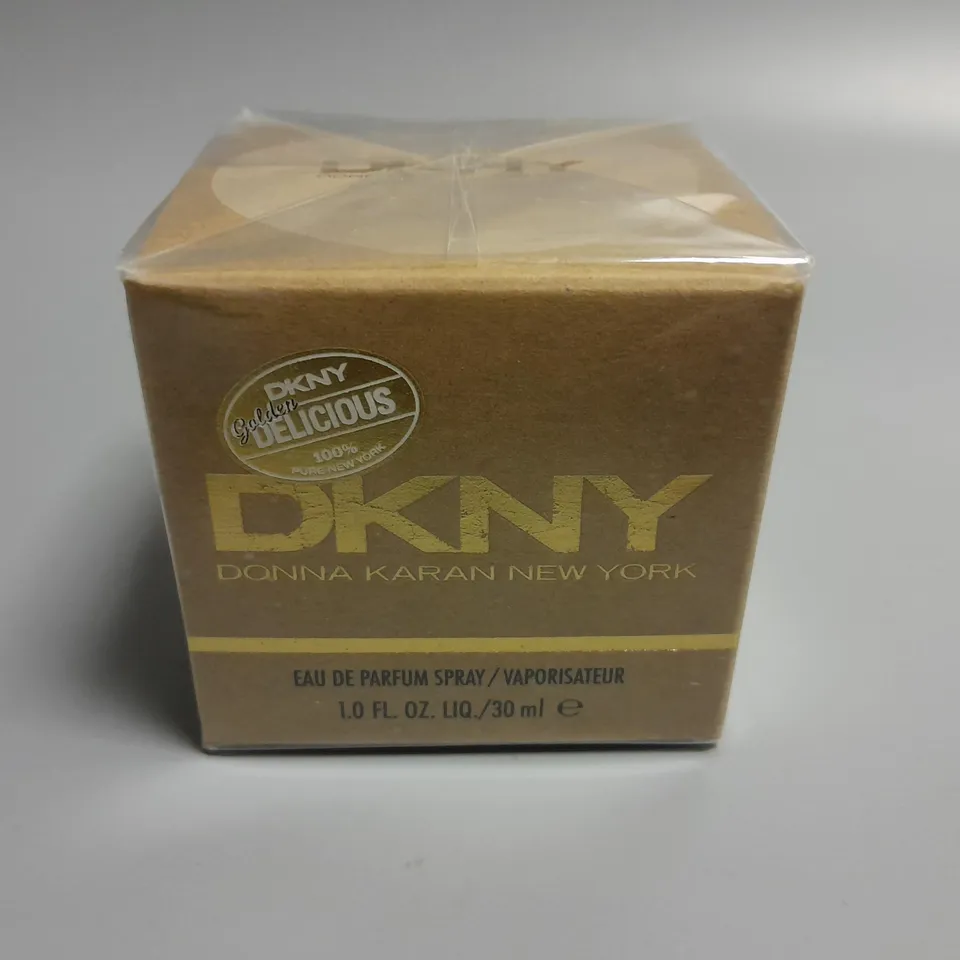 DKNY
DKNY
Golden
DELICIOUS
100%
PURE NEW YORK
DKNY
DONNA KARAN NEW YORK
EAU DE PARFUM SPRAY / VAPORISATEUR
1.0 FL. OZ. LIQ./30 ml ℮